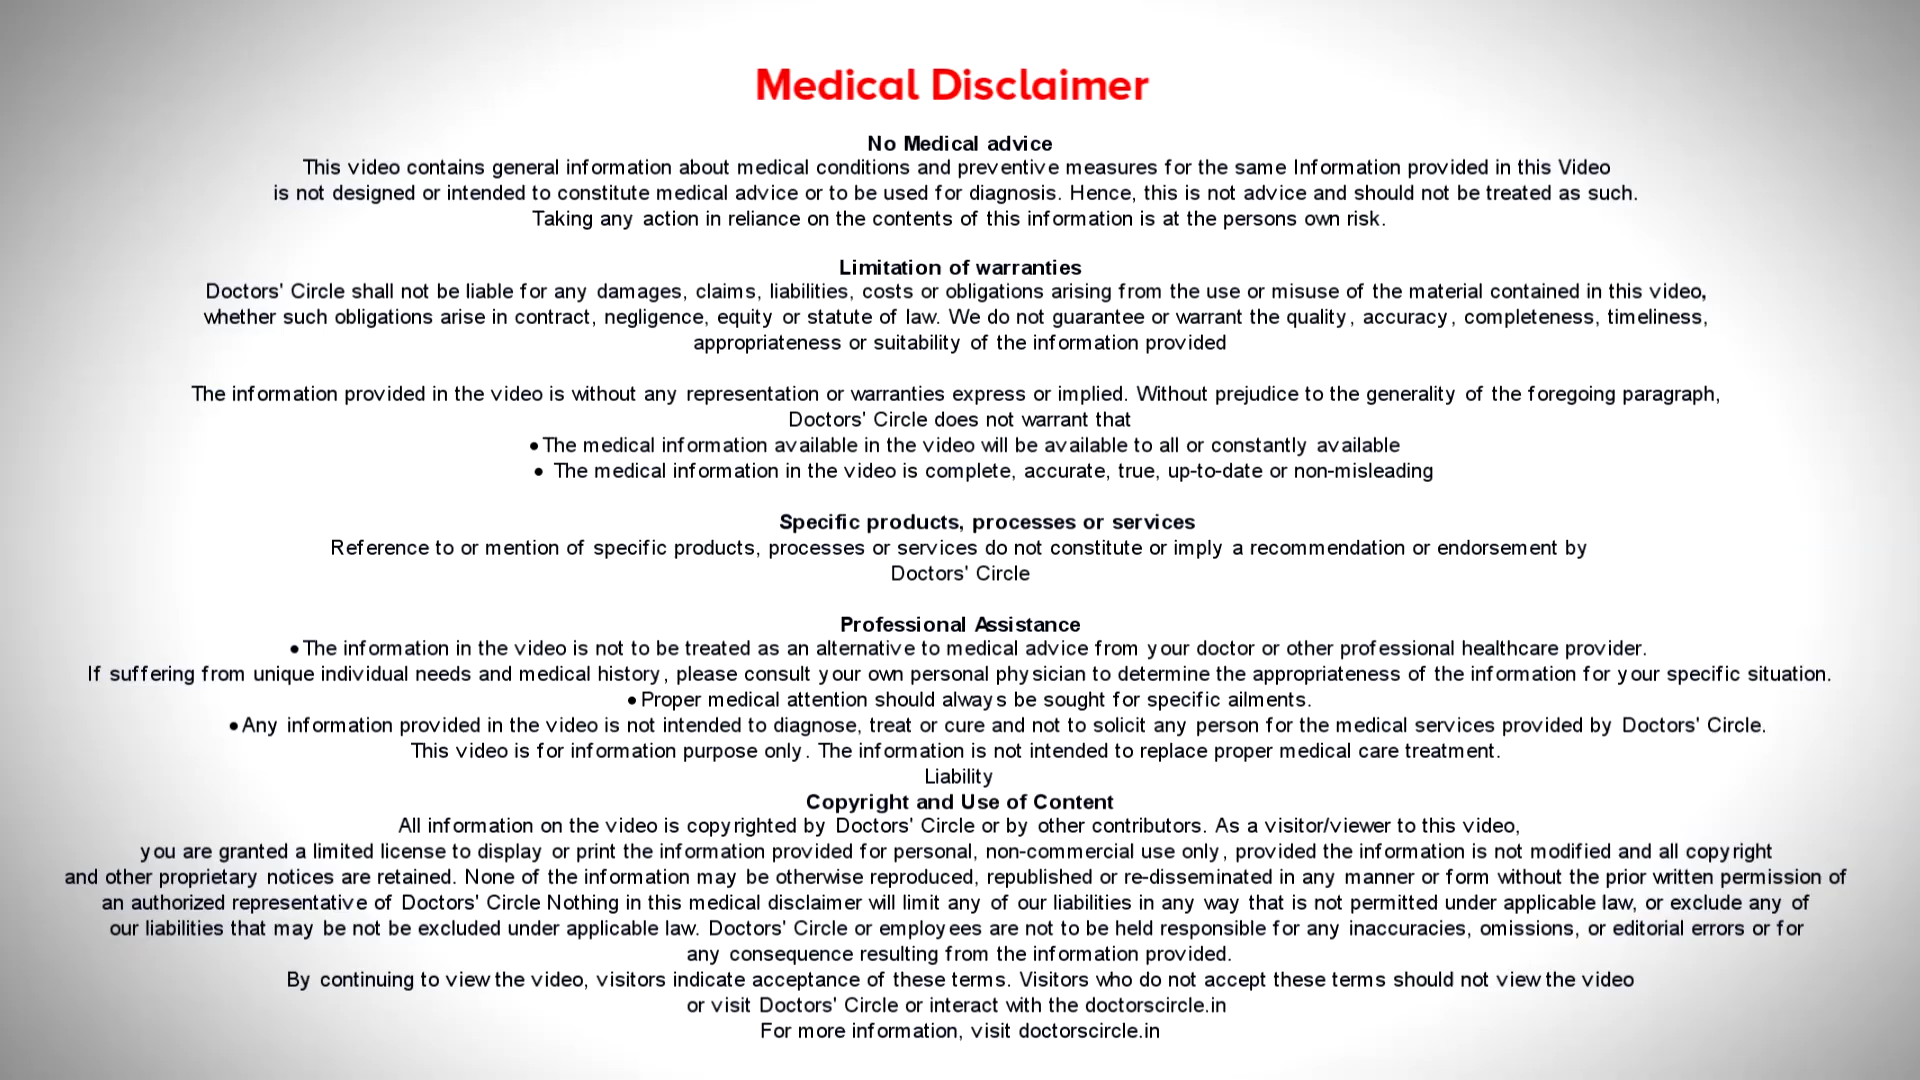 Medical Disclaimer
No Medical advice
This video contains general information about medical conditions and preventive measures for the same Information provided in this Video
is not designed or intended to constitute medical advice or to be used for diagnosis. Hence, this is not advice and should not be treated as such.
Taking any action in reliance on the contents of this information is at the persons own risk.
Limitation of warranties
Doctors' Circle shall not be liable for any damages, claims, liabilities, costs or obligations arising from the use or misuse of the material contained in this video,
whether such obligations arise in contract, negligence, equity or statute of law. We do not guarantee or warrant the quality, accuracy, completeness, timeliness,
appropriateness or suitability of the information provided
The information provided in the video is without any representation or warranties express or implied. Without prejudice to the generality of the foregoing paragraph,
Doctors' Circle does not warrant that
• The medical information available in the video will be available to all or constantly available
• The medical information in the video is complete, accurate, true, up-to-date or non-misleading
Specific products, processes or services
Reference to or mention of specific products, processes or services do not constitute or imply a recommendation or endorsement by
Doctors' Circle
Professional Assistance
• The information in the video is not to be treated as an alternative to medical advice from your doctor or other professional healthcare provider.
If suffering from unique individual needs and medical history, please consult your own personal physician to determine the appropriateness of the information for your specific situation.
• Proper medical attention should always be sought for specific ailments.
• Any information provided in the video is not intended to diagnose, treat or cure and not to solicit any person for the medical services provided by Doctors' Circle.
This video is for information purpose only. The information is not intended to replace proper medical care treatment.
Liability
Copyright and Use of Content
All information on the video is copyrighted by Doctors' Circle or by other contributors. As a visitor/viewer to this video,
you are granted a limited license to display or print the information provided for personal, non-commercial use only, provided the information is not modified and all copyright
and other proprietary notices are retained. None of the information may be otherwise reproduced, republished or re-disseminated in any manner or form without the prior written permission of
an authorized representative of Doctors' Circle Nothing in this medical disclaimer will limit any of our liabilities in any way that is not permitted under applicable law, or exclude any of
our liabilities that may be not be excluded under applicable law. Doctors' Circle or employees are not to be held responsible for any inaccuracies, omissions, or editorial errors or for
any consequence resulting from the information provided.
By continuing to view the video, visitors indicate acceptance of these terms. Visitors who do not accept these terms should not view the video
or visit Doctors' Circle or interact with the doctorscircle.in
For more information, visit doctorscircle.in